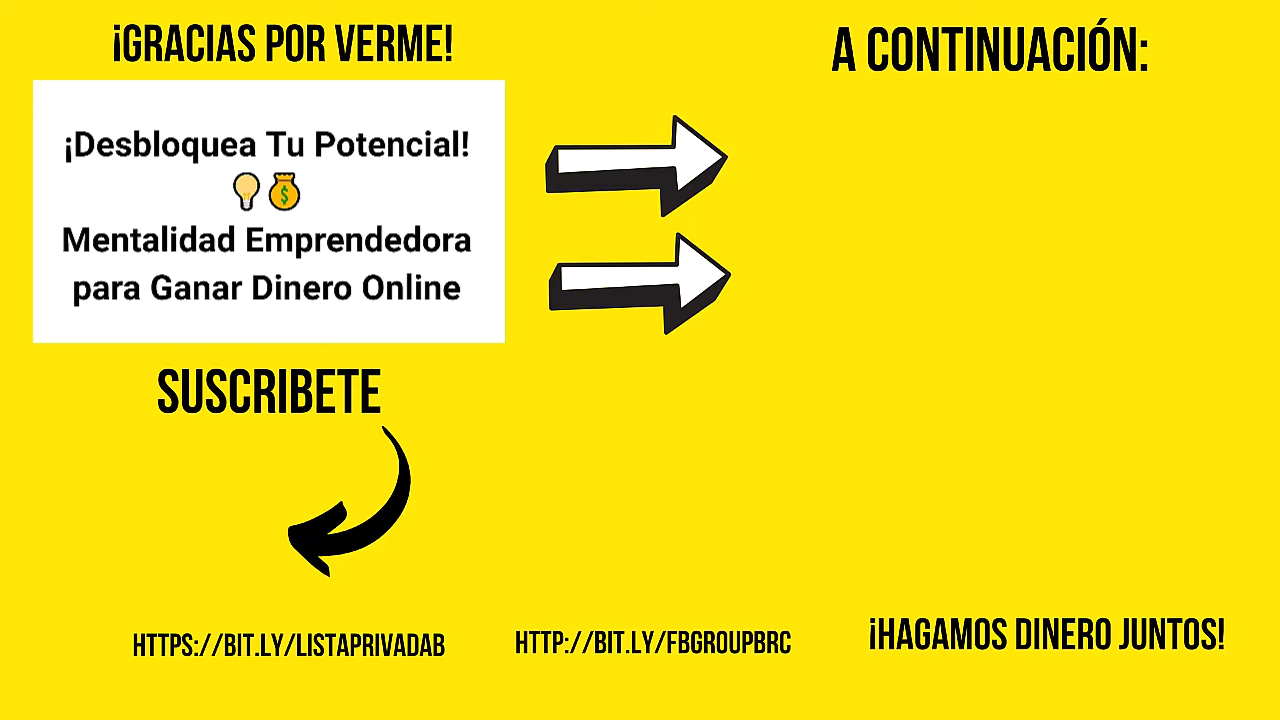 ¡GRACIAS POR VERME!
A CONTINUACIÓN:
¡Desbloquea Tu Potencial!
Mentalidad Emprendedora
para Ganar Dinero Online
SUSCRIBETE
HTTPS://BIT.LY/LISTAPRIVADAB
HTTP://BIT.LY/FBGROUPBRC
¡HAGAMOS DINERO JUNTOS!